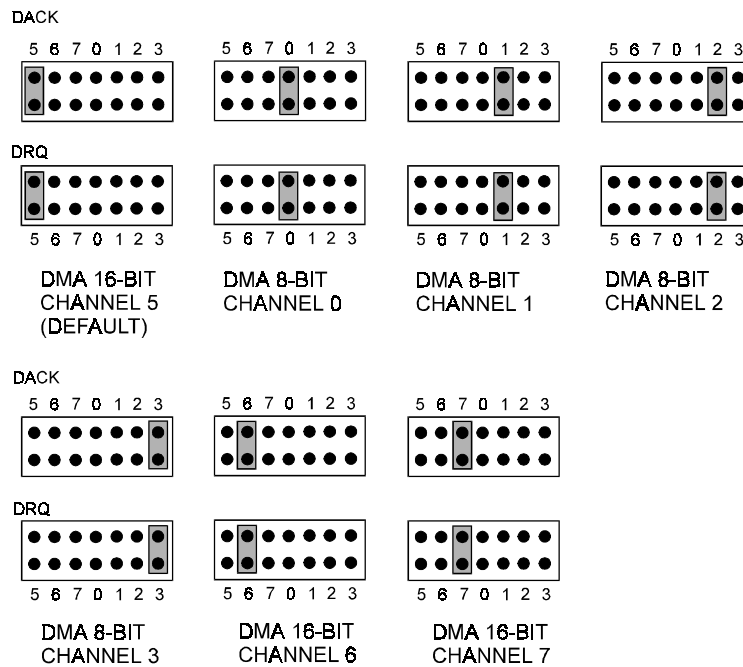 DACK
5 6 7 0 1 2 3
5 6 7 0 1 2 3
5 6 7 0 1 2 3
5 6 7 0 1 2 3
DRQ
5 6 7 0 1 2 3
5 6 7 0 1 2 3
5 6 7 0 1 2 3
5 6 7 0 1 2 3
DMA 16-BIT
CHANNEL 5
(DEFAULT)
DMA 8-BIT
CHANNEL 0
DMA 8-BIT
CHANNEL 1
DMA 8-BIT
CHANNEL 2
DACK
5 6 7 0 1 2 3
5 6 7 0 1 2 3
5 6 7 0 1 2 3
DRQ
5 6 7 0 1 2 3
5 6 7 0 1 2 3
5 6 7 0 1 2 3
DMA 8-BIT
CHANNEL 3
DMA 16-BIT
CHANNEL 6
DMA 16-BIT
CHANNEL 7